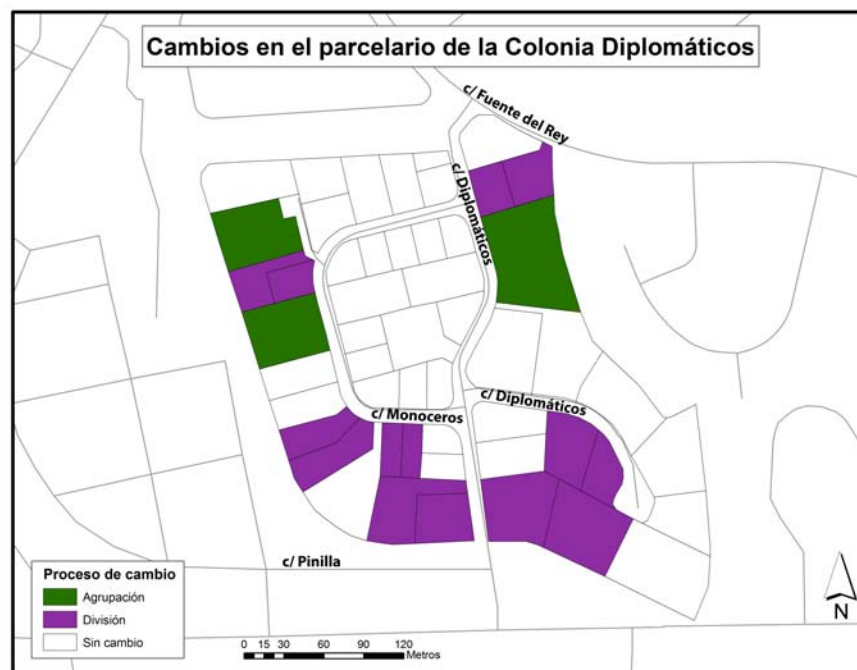 Cambios en el parcelario de la Colonia Diplomáticos
c/ Fuente del Rey
c/ Diplomáticos
c/ Diplomáticos
c/ Monoceros
c/ Pinilla
Proceso de cambio
Agrupación
División
Sin cambio
0 15 30 60 90 120
Metros
N